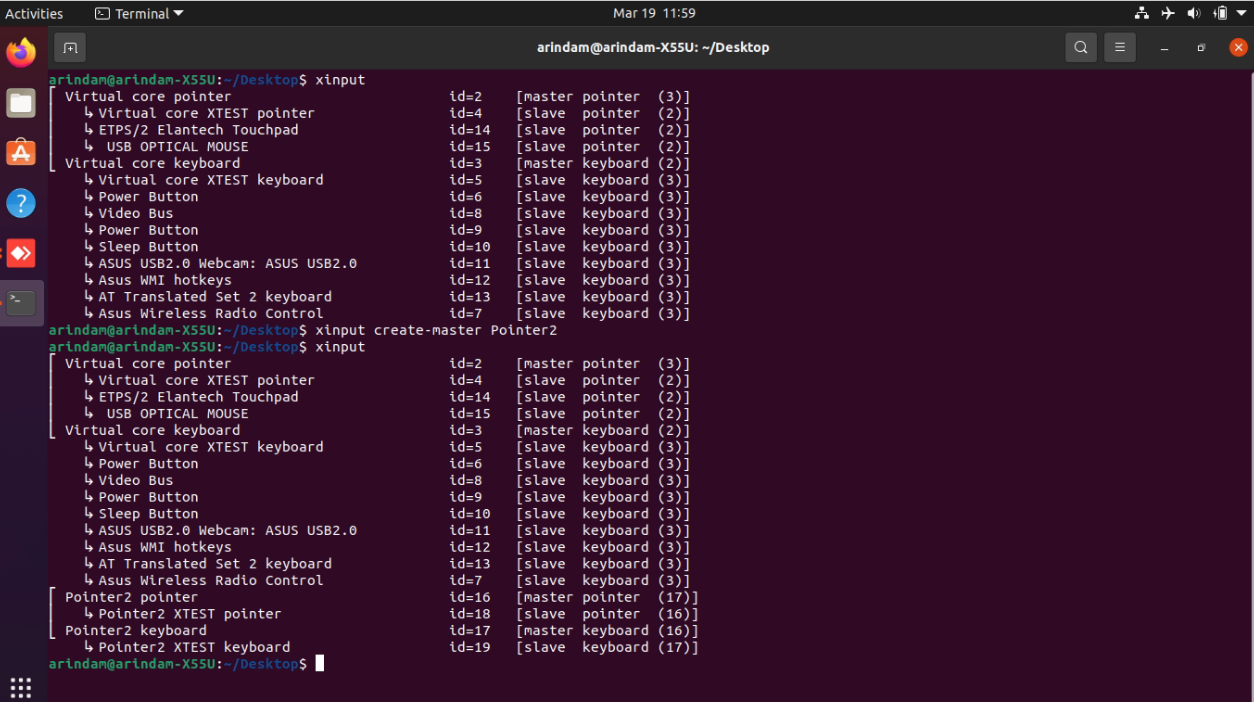 Activities Terminal Mar 19 11:59
arindam@arindam-X55U: ~/Desktop
arindam@arindam-X55U:~/Desktop$ xinput
⎡ Virtual core pointer id=2 [master pointer (3)]
⎜ ↳ Virtual core XTEST pointer id=4 [slave pointer (2)]
⎜ ↳ ETPS/2 Elantech Touchpad id=14 [slave pointer (2)]
⎜ ↳ USB OPTICAL MOUSE id=15 [slave pointer (2)]
⎣ Virtual core keyboard id=3 [master keyboard (2)]
↳ Virtual core XTEST keyboard id=5 [slave keyboard (3)]
↳ Power Button id=6 [slave keyboard (3)]
↳ Video Bus id=8 [slave keyboard (3)]
↳ Power Button id=9 [slave keyboard (3)]
↳ Sleep Button id=10 [slave keyboard (3)]
↳ ASUS USB2.0 Webcam: ASUS USB2.0 id=11 [slave keyboard (3)]
↳ Asus WMI hotkeys id=12 [slave keyboard (3)]
↳ AT Translated Set 2 keyboard id=13 [slave keyboard (3)]
↳ Asus Wireless Radio Control id=7 [slave keyboard (3)]
arindam@arindam-X55U:~/Desktop$ xinput create-master Pointer2
arindam@arindam-X55U:~/Desktop$ xinput
⎡ Virtual core pointer id=2 [master pointer (3)]
⎜ ↳ Virtual core XTEST pointer id=4 [slave pointer (2)]
⎜ ↳ ETPS/2 Elantech Touchpad id=14 [slave pointer (2)]
⎜ ↳ USB OPTICAL MOUSE id=15 [slave pointer (2)]
⎣ Virtual core keyboard id=3 [master keyboard (2)]
↳ Virtual core XTEST keyboard id=5 [slave keyboard (3)]
↳ Power Button id=6 [slave keyboard (3)]
↳ Video Bus id=8 [slave keyboard (3)]
↳ Power Button id=9 [slave keyboard (3)]
↳ Sleep Button id=10 [slave keyboard (3)]
↳ ASUS USB2.0 Webcam: ASUS USB2.0 id=11 [slave keyboard (3)]
↳ Asus WMI hotkeys id=12 [slave keyboard (3)]
↳ AT Translated Set 2 keyboard id=13 [slave keyboard (3)]
↳ Asus Wireless Radio Control id=7 [slave keyboard (3)]
⎡ Pointer2 pointer id=16 [master pointer (17)]
⎜ ↳ Pointer2 XTEST pointer id=18 [slave pointer (16)]
⎣ Pointer2 keyboard id=17 [master keyboard (16)]
↳ Pointer2 XTEST keyboard id=19 [slave keyboard (17)]
arindam@arindam-X55U:~/Desktop$